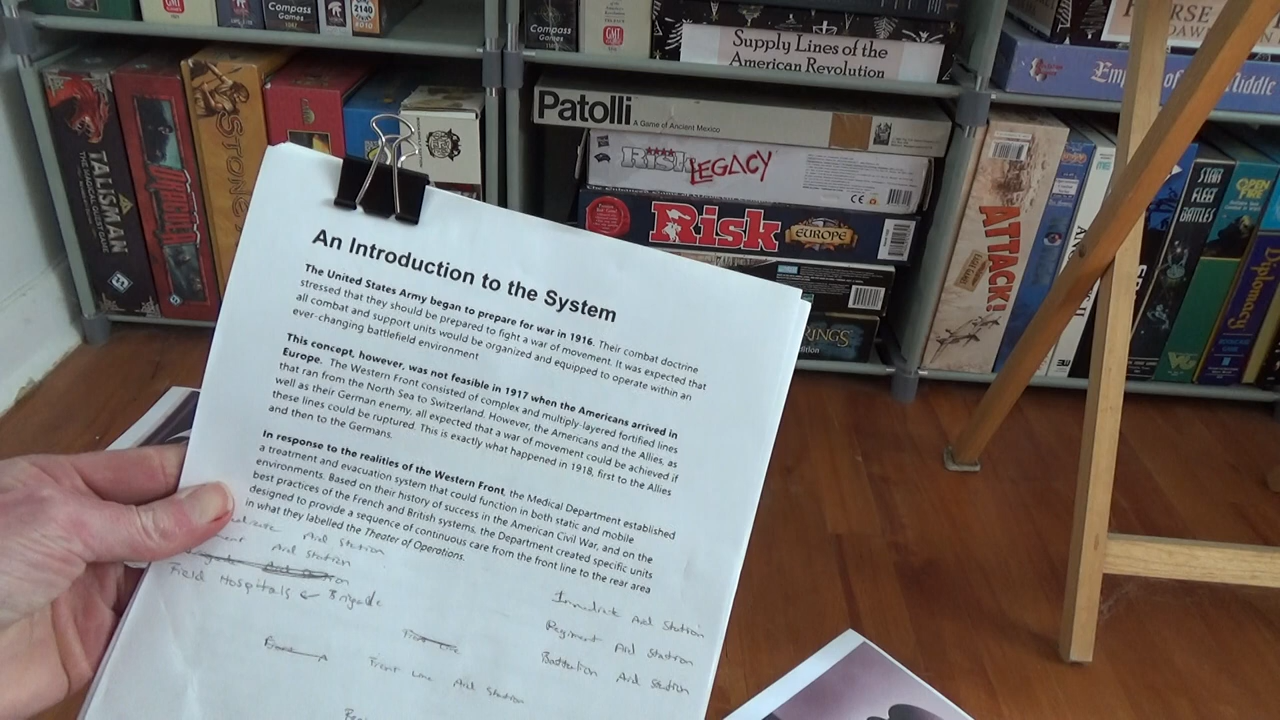 Compass Games
GMT
2140
Compass Games
GMT
Supply Lines of the
American Revolution
TALISMAN
THE MAGICAL QUEST GAME
Patolli A Game of Ancient Mexico
RISK LEGACY
RISK EUROPE
ATTACK!
STAR
FLEET
BATTLES
OPEN
Diplomacy
An Introduction to the System
The United States Army began to prepare for war in 1916. Their combat doctrine
stressed that they should be prepared to fight a war of movement. It was expected that
all combat and support units would be organized and equipped to operate within an
ever-changing battlefield environment
This concept, however, was not feasible in 1917 when the Americans arrived in
Europe. The Western Front consisted of complex and multiply-layered fortified lines
that ran from the North Sea to Switzerland. However, the Americans and the Allies, as
well as their German enemy, all expected that a war of movement could be achieved if
these lines could be ruptured. This is exactly what happened in 1918, first to the Allies
and then to the Germans.
In response to the realities of the Western Front, the Medical Department established
a treatment and evacuation system that could function in both static and mobile
environments. Based on their history of success in the American Civil War, and on the
best practices of the French and British systems, the Department created specific units
designed to provide a sequence of continuous care from the front line to the rear area
in what they labelled the Theater of Operations.
Aid Station
Aid Station
Field Hospitals Brigade
Immediate Aid Station
Regiment Aid Station
Battalion Aid Station
Front Line Aid Station